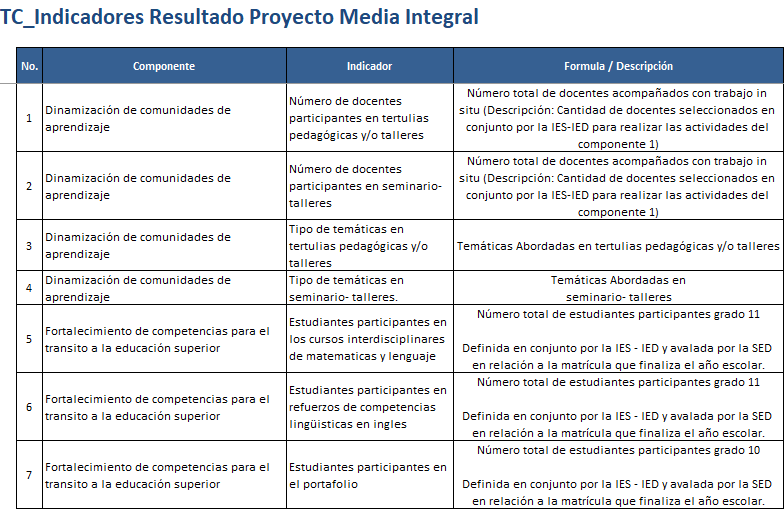 TC_Indicadores Resultado Proyecto Media Integral
No. Componente Indicador Formula / Descripción
1
Dinamización de comunidades de
aprendizaje
Número de docentes
participantes en tertulias
pedagógicas y/o talleres
Número total de docentes acompañados con trabajo in
situ (Descripción: Cantidad de docentes seleccionados en
conjunto por la IES-IED para realizar las actividades del
componente 1)
2
Dinamización de comunidades de
aprendizaje
Número de docentes
participantes en seminario-
talleres
Número total de docentes acompañados con trabajo in
situ (Descripción: Cantidad de docentes seleccionados en
conjunto por la IES-IED para realizar las actividades del
componente 1)
3
Dinamización de comunidades de
aprendizaje
Tipo de temáticas en
tertulias pedagógicas y/o
talleres
Temáticas Abordadas en tertulias pedagógicas y/o talleres
4
Dinamización de comunidades de
aprendizaje
Tipo de temáticas en
seminario- talleres.
Temáticas Abordadas en
seminario- talleres
5
Fortalecimiento de competencias para el
transito a la educación superior
Estudiantes participantes en
los cursos interdisciplinares
de matematicas y lenguaje
Número total de estudiantes participantes grado 11
Definida en conjunto por la IES - IED y avalada por la SED
en relación a la matrícula que finaliza el año escolar.
6
Fortalecimiento de competencias para el
transito a la educación superior
Estudiantes participantes en
refuerzos de competencias
lingüisticas en ingles
Número total de estudiantes participantes grado 11
Definida en conjunto por la IES - IED y avalada por la SED
en relación a la matrícula que finaliza el año escolar.
7
Fortalecimiento de competencias para el
transito a la educación superior
Estudiantes participantes en
el portafolio
Número total de estudiantes participantes grado 10
Definida en conjunto por la IES - IED y avalada por la SED
en relación a la matrícula que finaliza el año escolar.